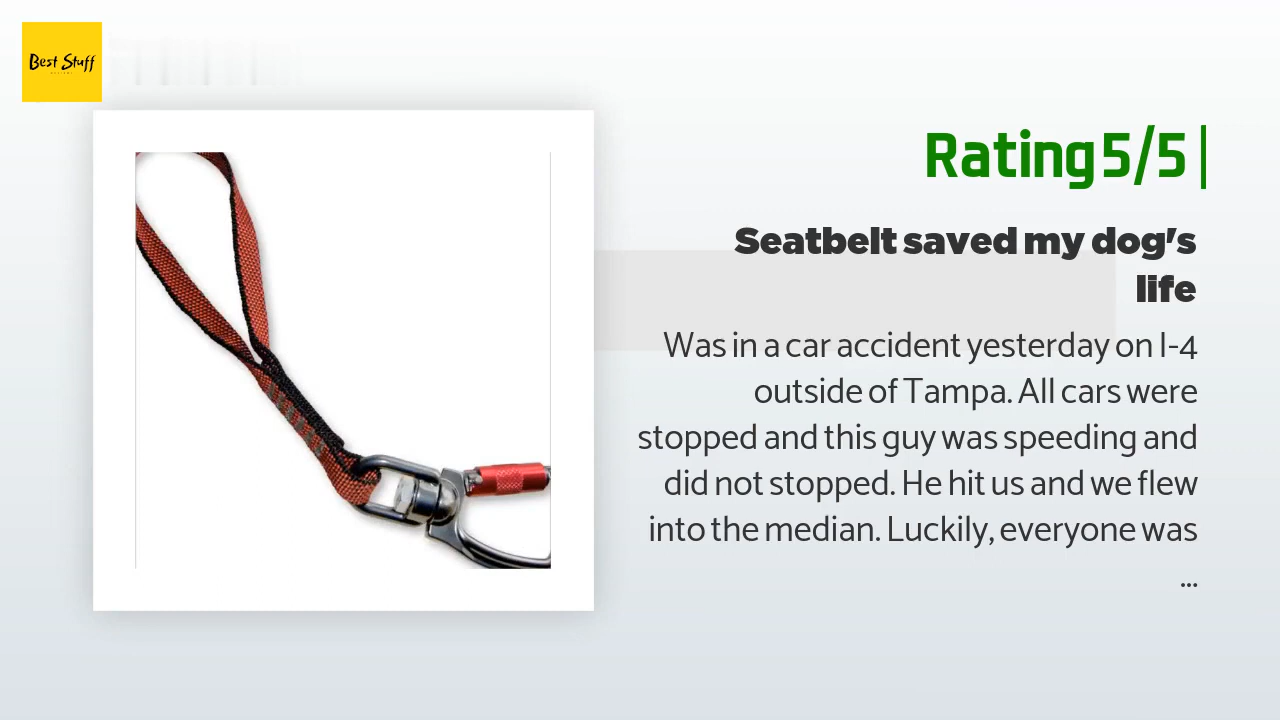 Best Stuff
Rating 5/5 |
Seatbelt saved my dog's
life
Was in a car accident yesterday on I-4
outside of Tampa. All cars were
stopped and this guy was speeding and
did not stopped. He hit us and we flew
into the median. Luckily, everyone was
...